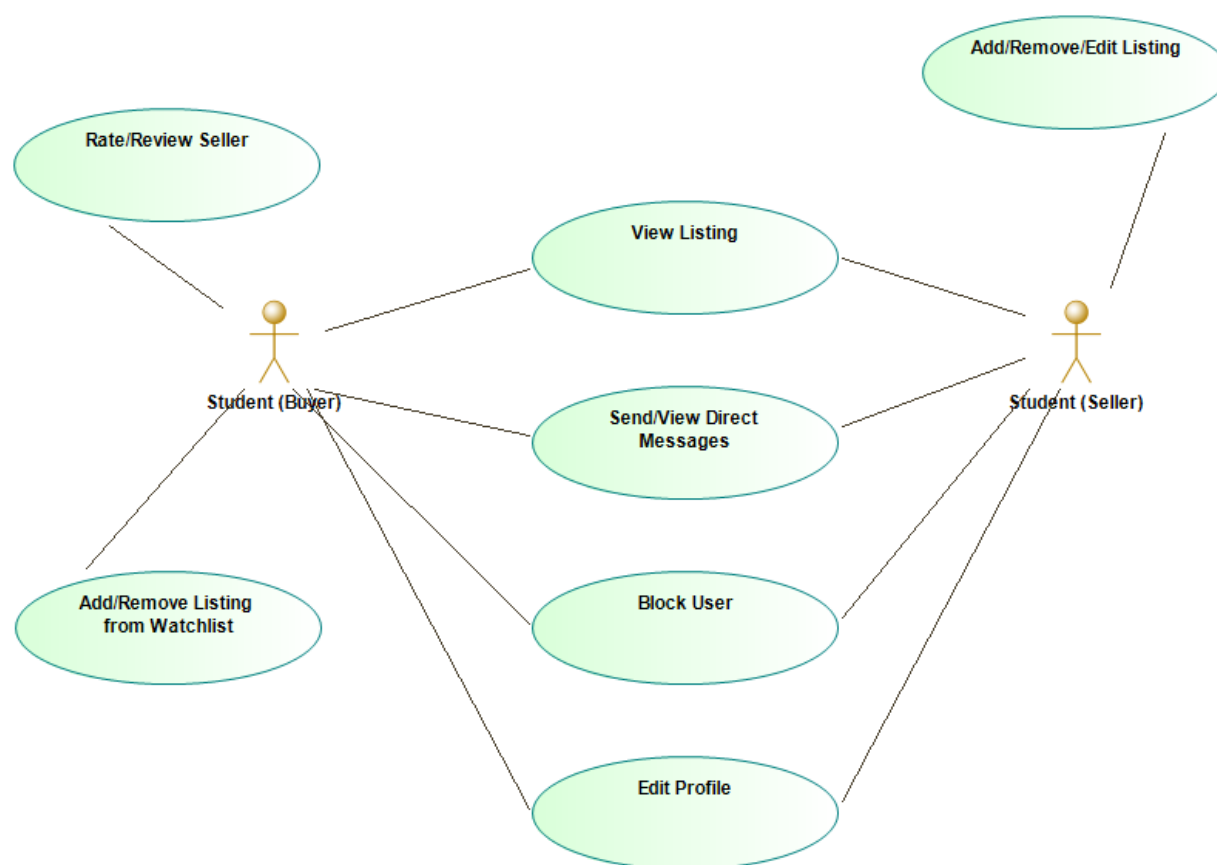 Add/Remove/Edit Listing
Rate/Review Seller
View Listing
Student (Buyer)
Student (Seller)
Send/View Direct
Messages
Add/Remove Listing
from Watchlist
Block User
Edit Profile